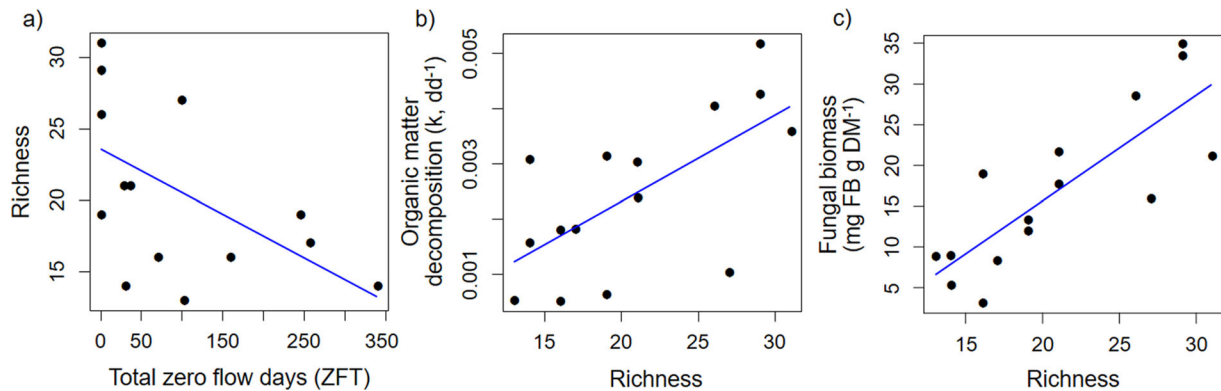 a)
Richness
30
25
20
15
0
50
150
250
350
Total zero flow days (ZFT)
b)
Organic matter
decomposition (k, dd⁻¹)
0.005
0.003
0.001
15
20
25
30
Richness
c)
Fungal biomass
(mg FB g DM⁻¹)
35
30
25
20
15
10
5
15
20
25
30
Richness